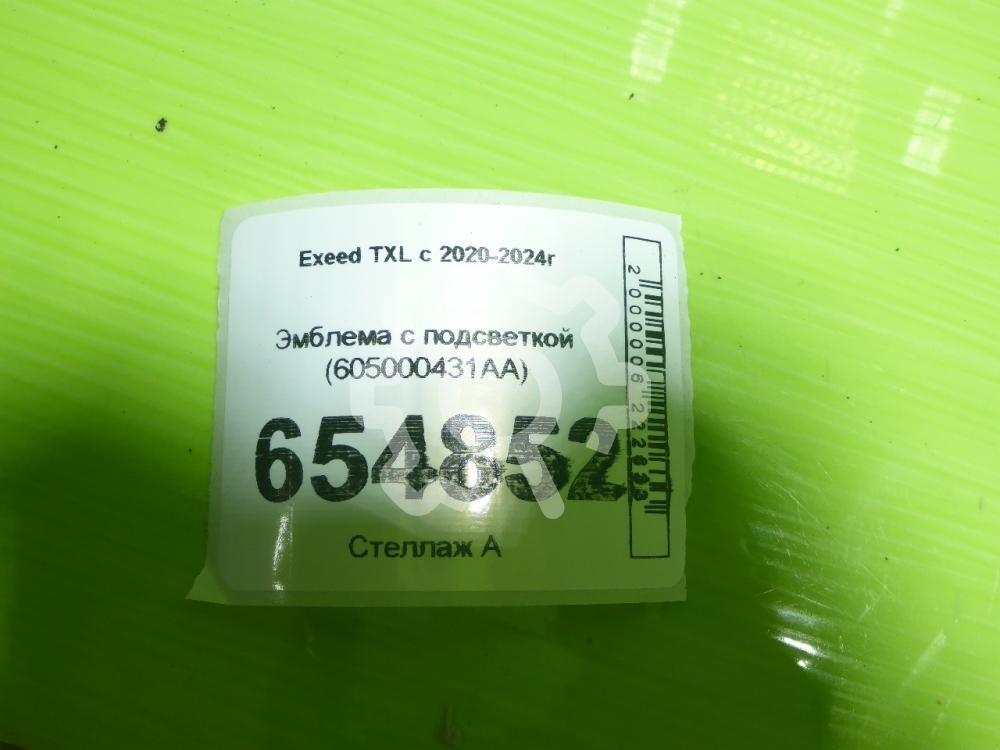 Exeed TXL с 2020-2024г
Эмблема с подсветкой
(605000431AA)
654852
Стеллаж А